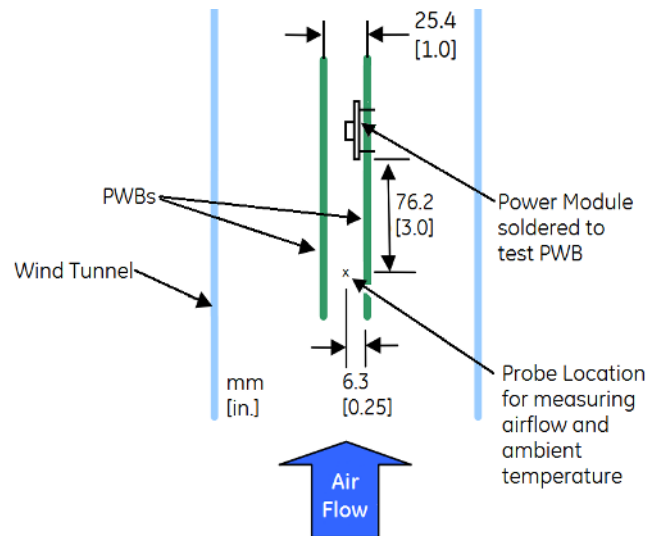 25.4
[1.0]
PWBs
76.2
[3.0]
Power Module
soldered to
test PWB
Wind Tunnel
x
mm
[in.]
6.3
[0.25]
Probe Location
for measuring
airflow and
ambient
temperature
Air
Flow